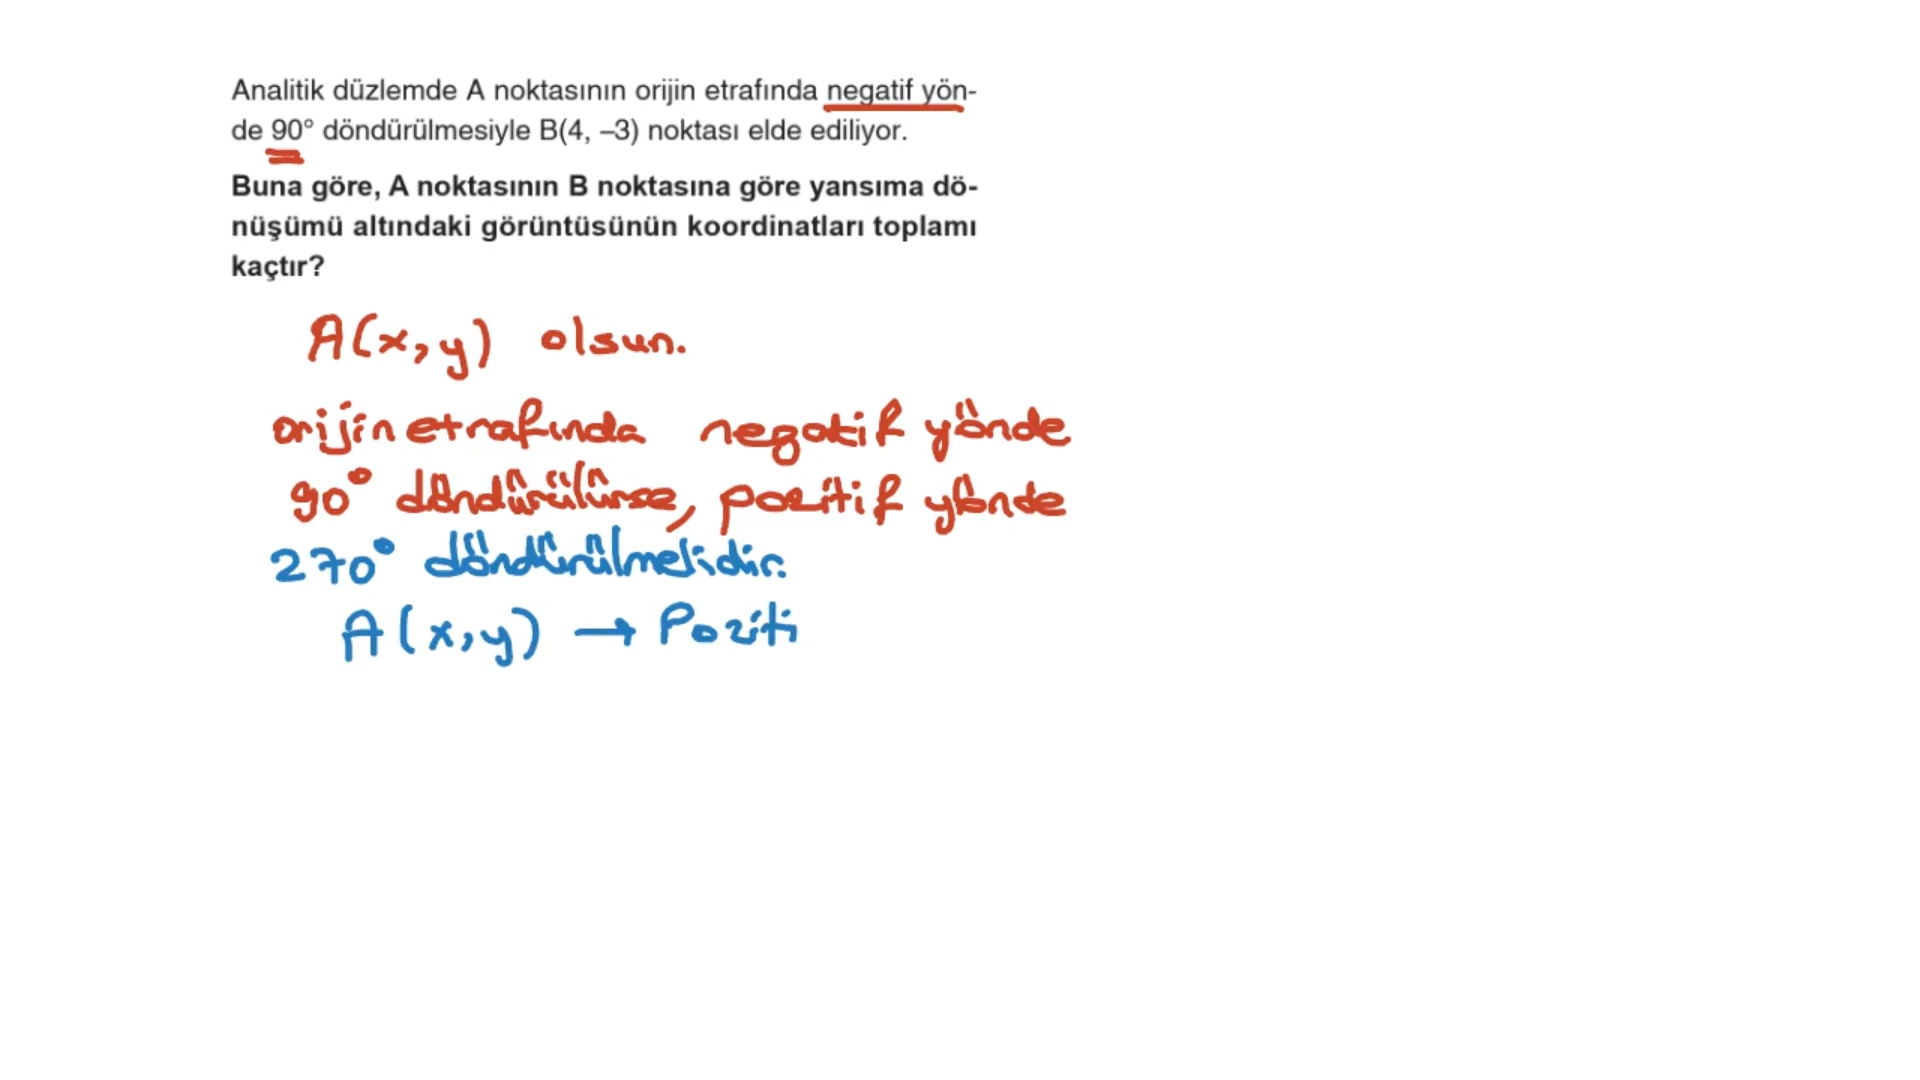 Analitik düzlemde A noktasının orijin etrafında negatif yön-
de 90° döndürülmesiyle B(4, –3) noktası elde ediliyor.
Buna göre, A noktasının B noktasına göre yansıma dö-
nüşümü altındaki görüntüsünün koordinatları toplamı
kaçtır?
A(x,y) olsun.
orijin etrafında negatif yönde
90° döndürülürse, pozitif yönde
270° döndürülmelidir.
A(x,y) → Poziti